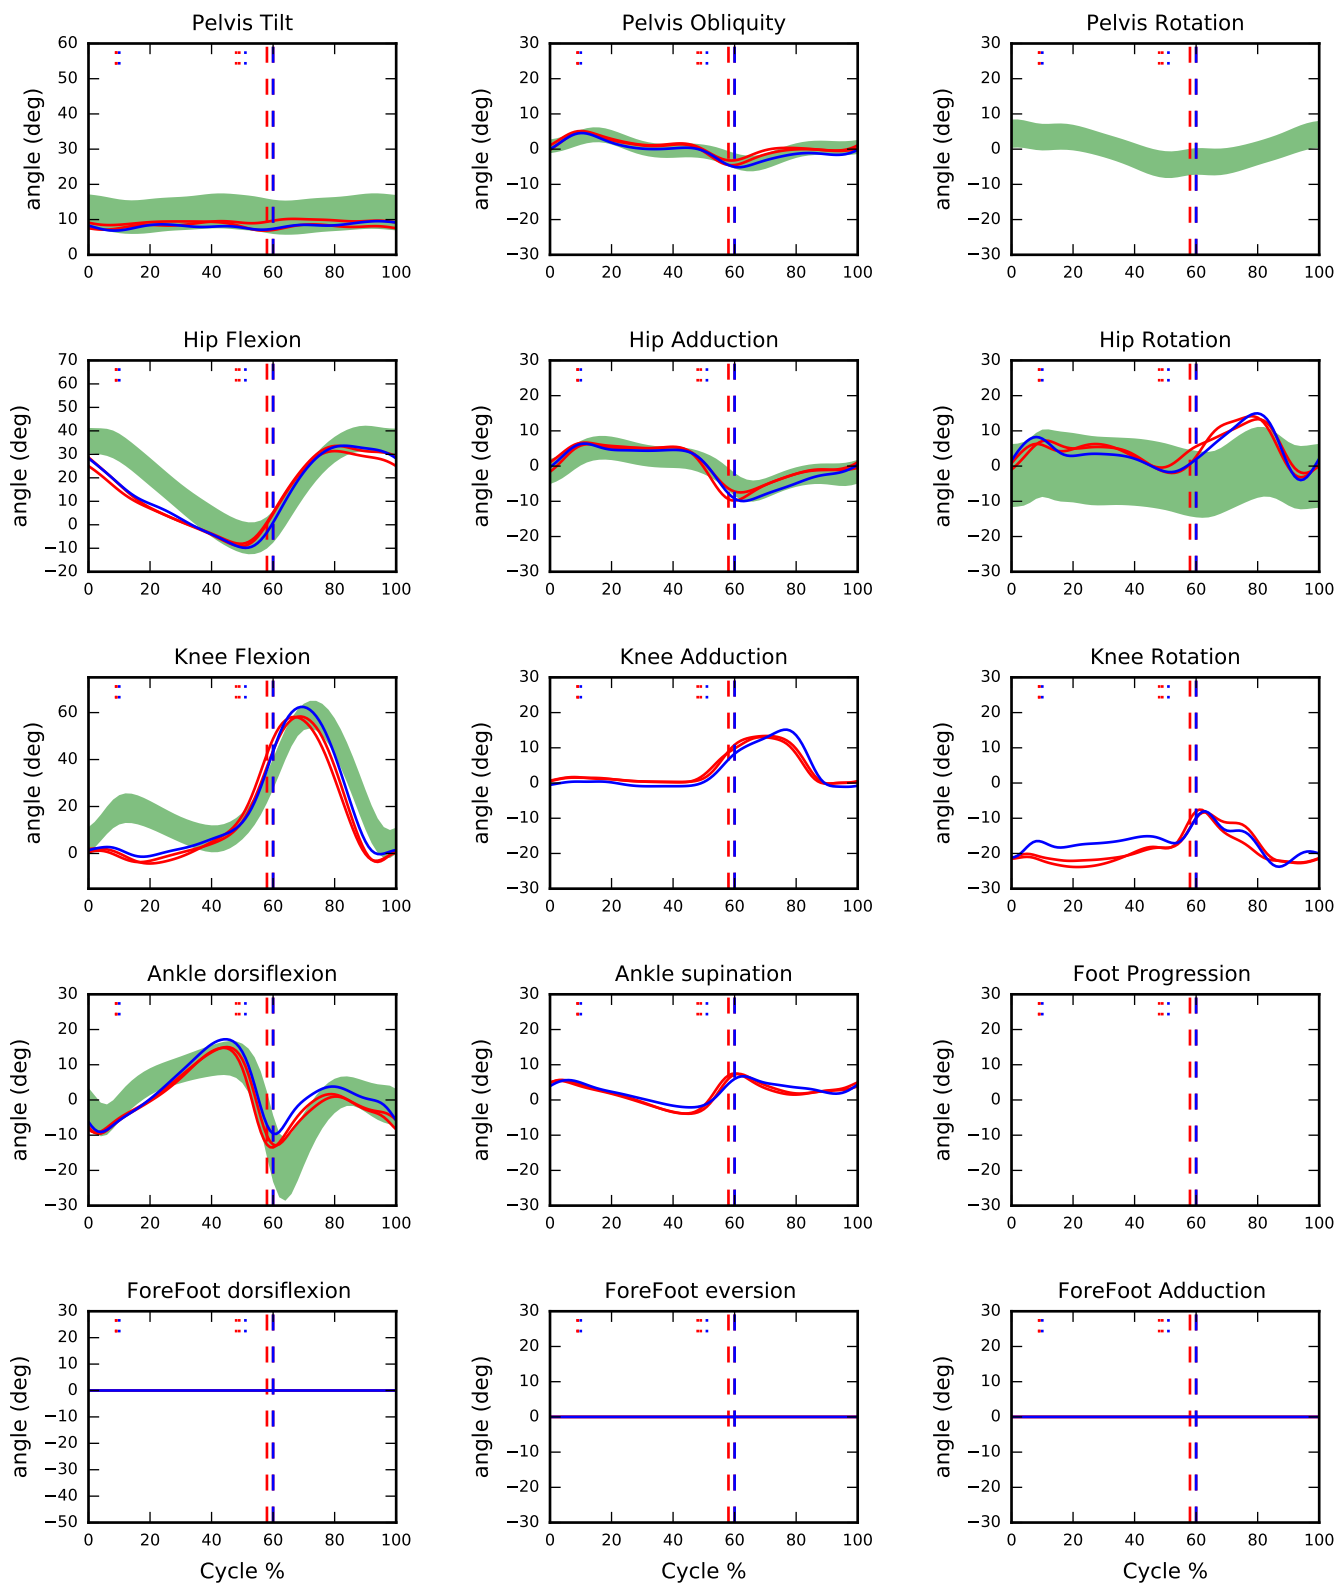 Pelvis Tilt
Pelvis Obliquity
Pelvis Rotation
angle (deg)
60
50
40
30
20
10
0
0 20 40 60 80 100
angle (deg)
30
20
10
0
−10
−20
−30
0 20 40 60 80 100
angle (deg)
30
20
10
0
−10
−20
−30
0 20 40 60 80 100
Hip Flexion
Hip Adduction
Hip Rotation
angle (deg)
70
60
50
40
30
20
10
0
−10
−20
0 20 40 60 80 100
angle (deg)
30
20
10
0
−10
−20
−30
0 20 40 60 80 100
angle (deg)
30
20
10
0
−10
−20
−30
0 20 40 60 80 100
Knee Flexion
Knee Adduction
Knee Rotation
angle (deg)
60
40
20
0
0 20 40 60 80 100
angle (deg)
30
20
10
0
−10
−20
−30
0 20 40 60 80 100
angle (deg)
30
20
10
0
−10
−20
−30
0 20 40 60 80 100
Ankle dorsiflexion
Ankle supination
Foot Progression
angle (deg)
30
20
10
0
−10
−20
−30
0 20 40 60 80 100
angle (deg)
30
20
10
0
−10
−20
−30
0 20 40 60 80 100
angle (deg)
30
20
10
0
−10
−20
−30
0 20 40 60 80 100
ForeFoot dorsiflexion
ForeFoot eversion
ForeFoot Adduction
angle (deg)
30
20
10
0
−10
−20
−30
−40
−50
0 20 40 60 80 100
Cycle %
angle (deg)
30
20
10
0
−10
−20
−30
0 20 40 60 80 100
Cycle %
angle (deg)
30
20
10
0
−10
−20
−30
0 20 40 60 80 100
Cycle %